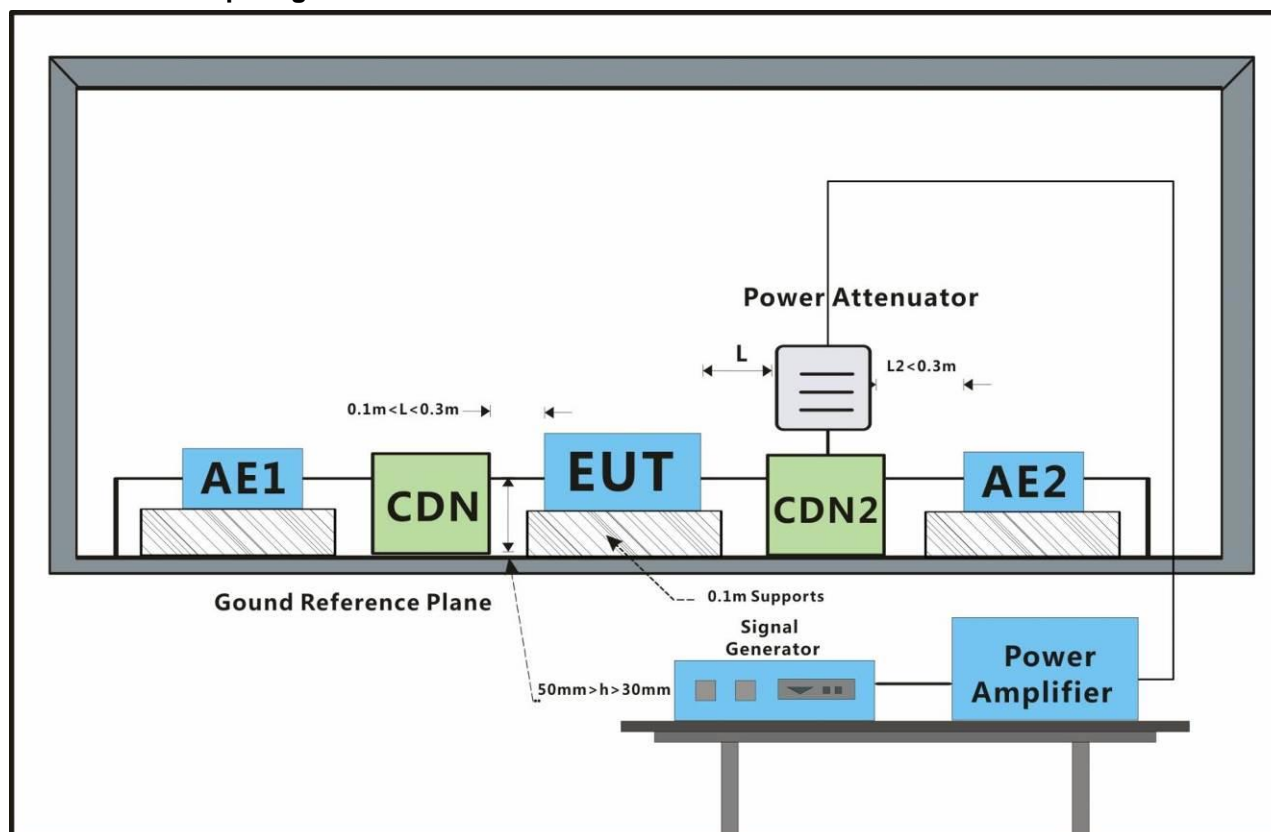 Power Attenuator
L
L2<0.3m
0.1m<L<0.3m
AE1
CDN
EUT
CDN2
AE2
Gound Reference Plane
0.1m Supports
Signal
Generator
50mm>h>30mm
Power
Amplifier